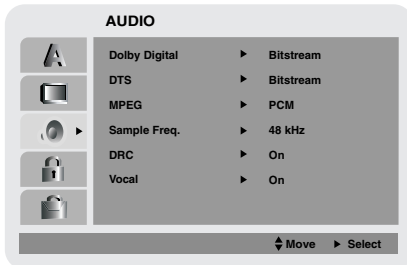 AUDIO
A
Dolby Digital ► Bitstream
DTS ► Bitstream
MPEG ► PCM
Sample Freq. ► 48 kHz
DRC ► On
Vocal ► On
Move ► Select